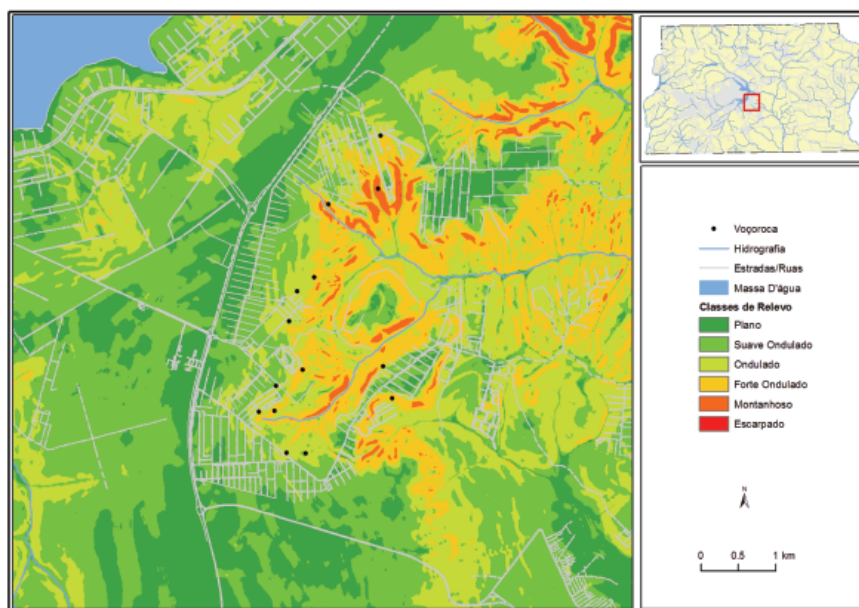 Voçoroca
Hidrografia
Estradas/Ruas
Massa D'água
Classes de Relevo
Plano
Suave Ondulado
Ondulado
Forte Ondulado
Montanhoso
Escarpado
N
0 0.5 1 km